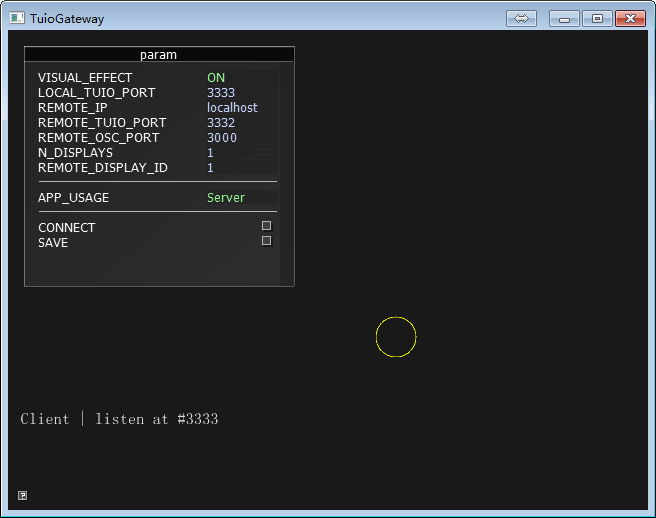 TuioGateway
param
VISUAL_EFFECT ON
LOCAL_TUIO_PORT 3333
REMOTE_IP localhost
REMOTE_TUIO_PORT 3332
REMOTE_OSC_PORT 3000
N_DISPLAYS 1
REMOTE_DISPLAY_ID 1
APP_USAGE Server
CONNECT
SAVE
Client | listen at #3333
?